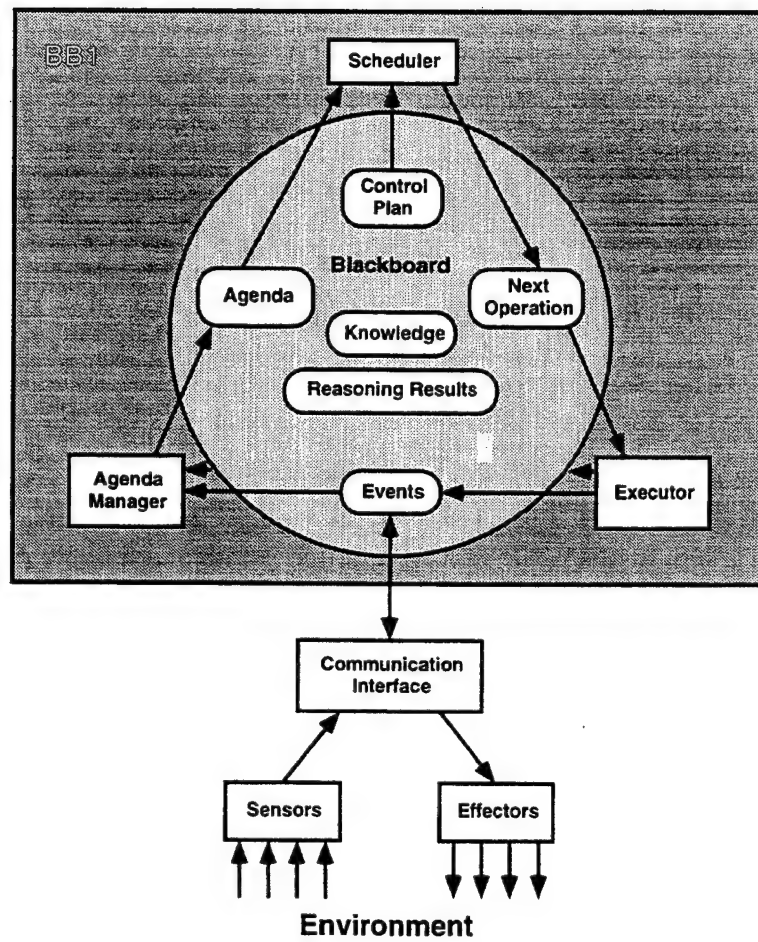 BB1
Scheduler
Control
Plan
Blackboard
Agenda
Next
Operation
Knowledge
Reasoning Results
Agenda
Manager
Events
Executor
Communication
Interface
Sensors
Effectors
Environment